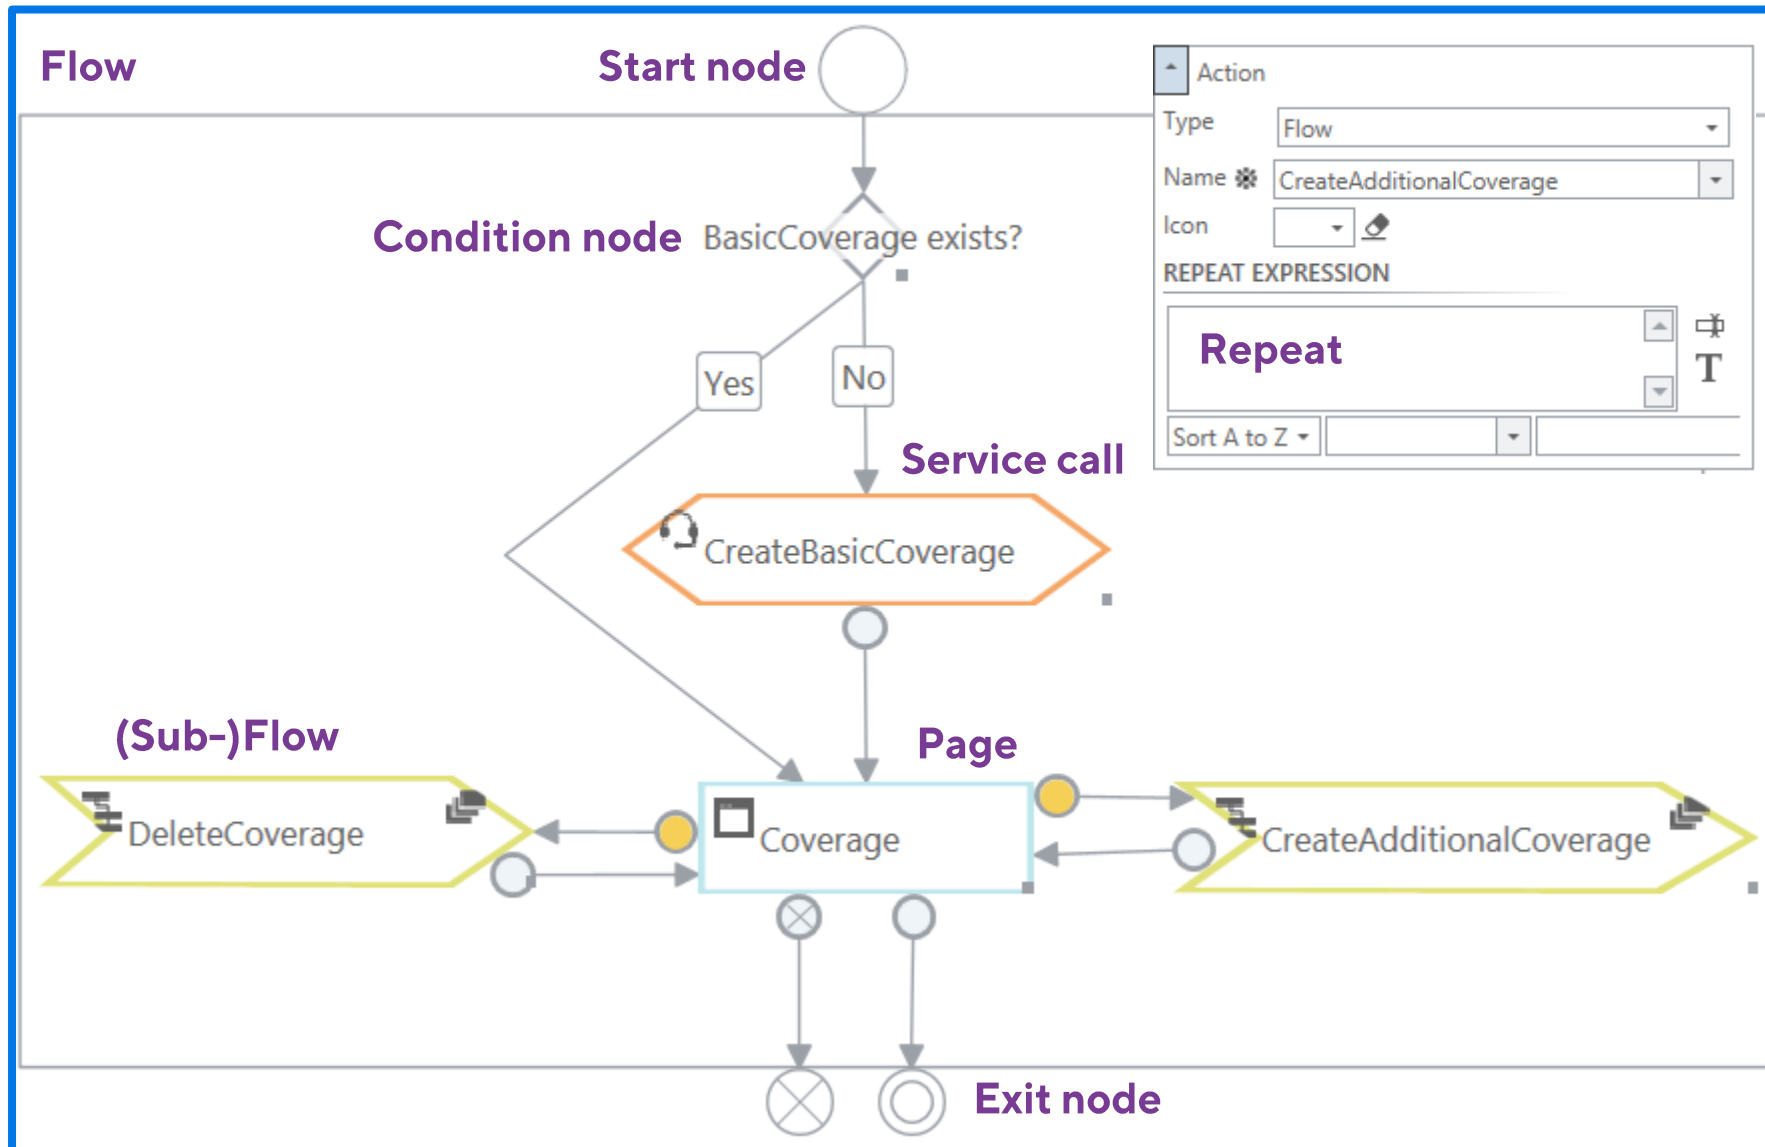 Flow
Start node
Action
Type
Flow
Name
CreateAdditionalCoverage
Icon
REPEAT EXPRESSION
Repeat
T
Sort A to Z
Condition node
BasicCoverage exists?
Yes
No
Service call
CreateBasicCoverage
(Sub-)Flow
Page
DeleteCoverage
Coverage
CreateAdditionalCoverage
Exit node